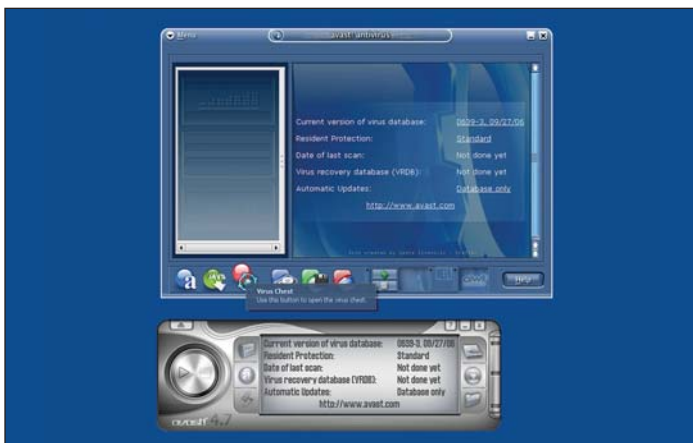 Menu
avast! antivirus
Current version of virus database: 0639-3, 09/27/06
Resident Protection: Standard
Date of last scan: Not done yet
Virus recovery database (VRDB): Not done yet
Automatic Updates: Database only
http://www.avast.com
Help
Virus Chest
Use this button to open the virus chest.
Current version of virus database: 0639-3, 09/27/06
Resident Protection: Standard
Date of last scan: Not done yet
Virus recovery database (VRDB): Not done yet
Automatic Updates: Database only
http://www.avast.com
avast! 4.7